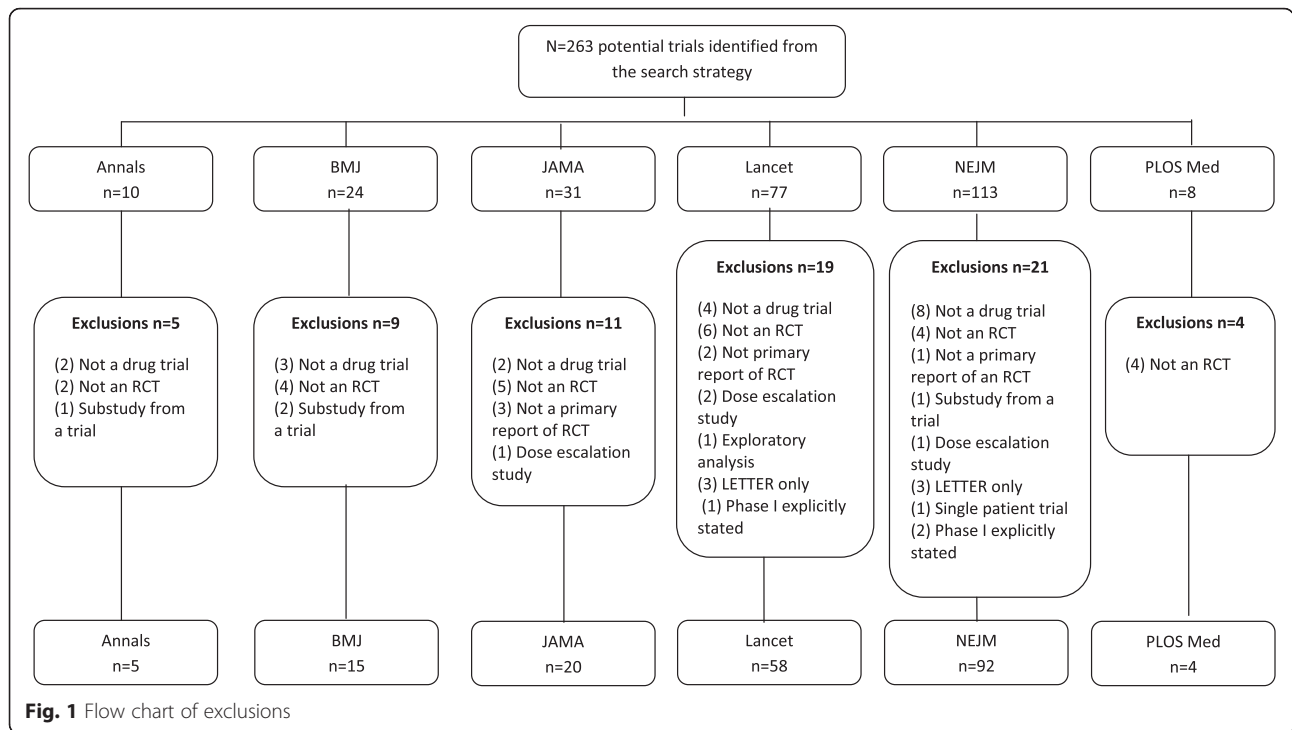 N=263 potential trials identified from
the search strategy
Annals
n=10
BMJ
n=24
JAMA
n=31
Lancet
n=77
NEJM
n=113
PLOS Med
n=8
Exclusions n=5
(2) Not a drug trial
(2) Not an RCT
(1) Substudy from
a trial
Exclusions n=9
(3) Not a drug trial
(4) Not an RCT
(2) Substudy from
a trial
Exclusions n=11
(2) Not a drug trial
(5) Not an RCT
(3) Not a primary
report of RCT
(1) Dose escalation
study
Exclusions n=19
(4) Not a drug trial
(6) Not an RCT
(2) Not primary
report of RCT
(2) Dose escalation
study
(1) Exploratory
analysis
(3) LETTER only
(1) Phase I explicitly
stated
Exclusions n=21
(8) Not a drug trial
(4) Not an RCT
(1) Not a primary
report of an RCT
(1) Substudy from a
trial
(1) Dose escalation
study
(3) LETTER only
(1) Single patient trial
(2) Phase I explicitly
stated
Exclusions n=4
(4) Not an RCT
Annals
n=5
BMJ
n=15
JAMA
n=20
Lancet
n=58
NEJM
n=92
PLOS Med
n=4
Fig. 1 Flow chart of exclusions